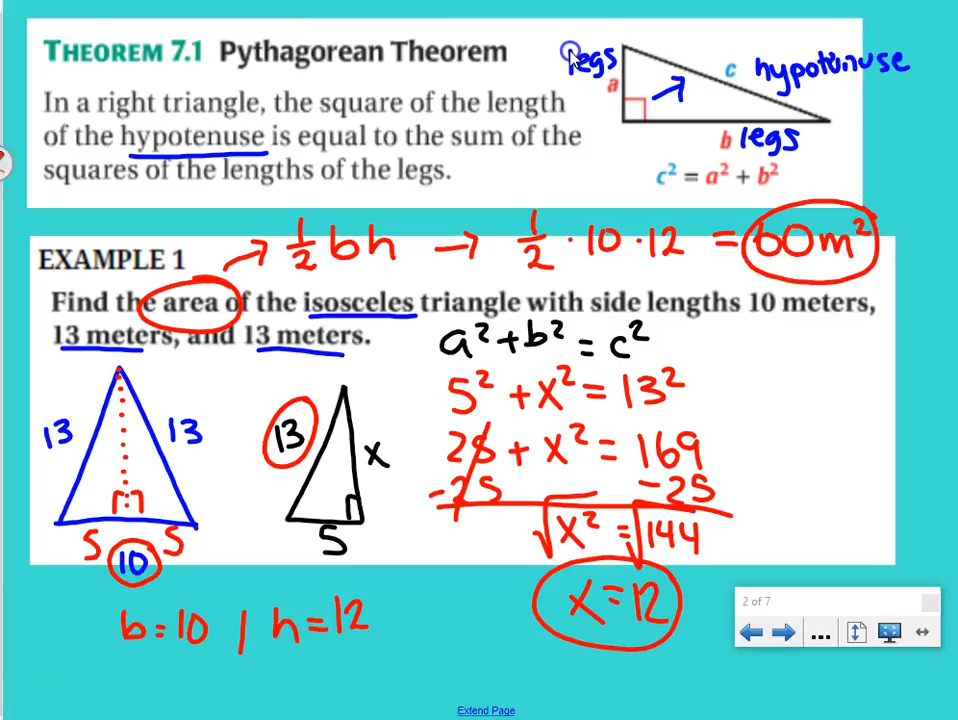 THEOREM 7.1 Pythagorean Theorem
In a right triangle, the square of the length
of the hypotenuse is equal to the sum of the
squares of the lengths of the legs.
legs
a
c hypotenuse
b legs
c² = a² + b²
→ 1/2 bh → 1/2 · 10 · 12 = 60m²
EXAMPLE 1
Find the area of the isosceles triangle with side lengths 10 meters,
13 meters, and 13 meters.
13 13
5 5
10
13 x
5
a² + b² = c²
5² + x² = 13²
25 + x² = 169
-25 -25
√x² = √144
x = 12
b = 10 | h = 12
2 of 7
...
Extend Page